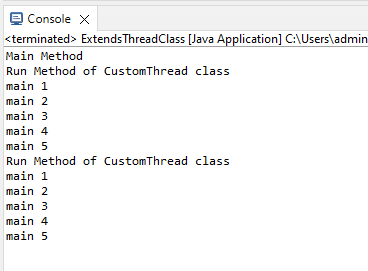 Console
<terminated> ExtendsThreadClass [Java Application] C:\Users\admin
Main Method
Run Method of CustomThread class
main 1
main 2
main 3
main 4
main 5
Run Method of CustomThread class
main 1
main 2
main 3
main 4
main 5